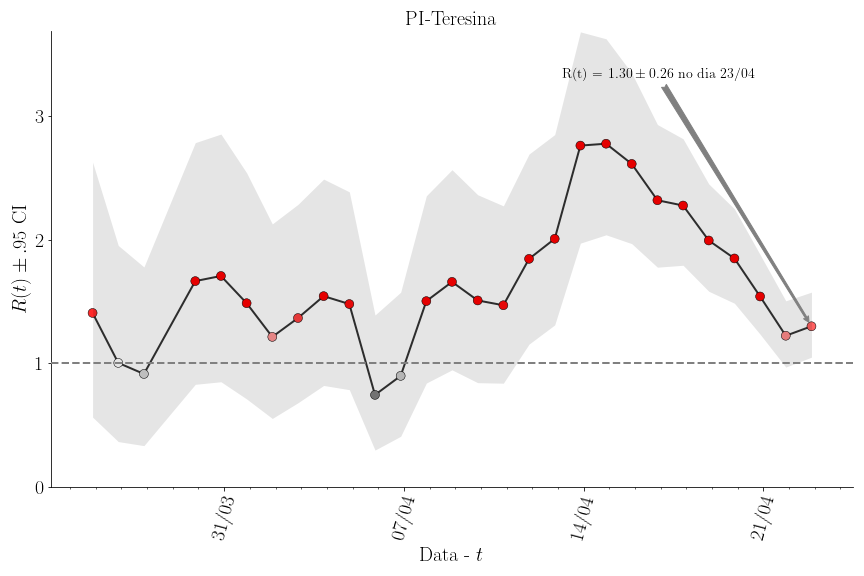 PI-Teresina
R(t) = 1.30 ± 0.26 no dia 23/04
R(t) ± .95 CI
3
2
1
0
31/03
07/04
14/04
21/04
Data - t